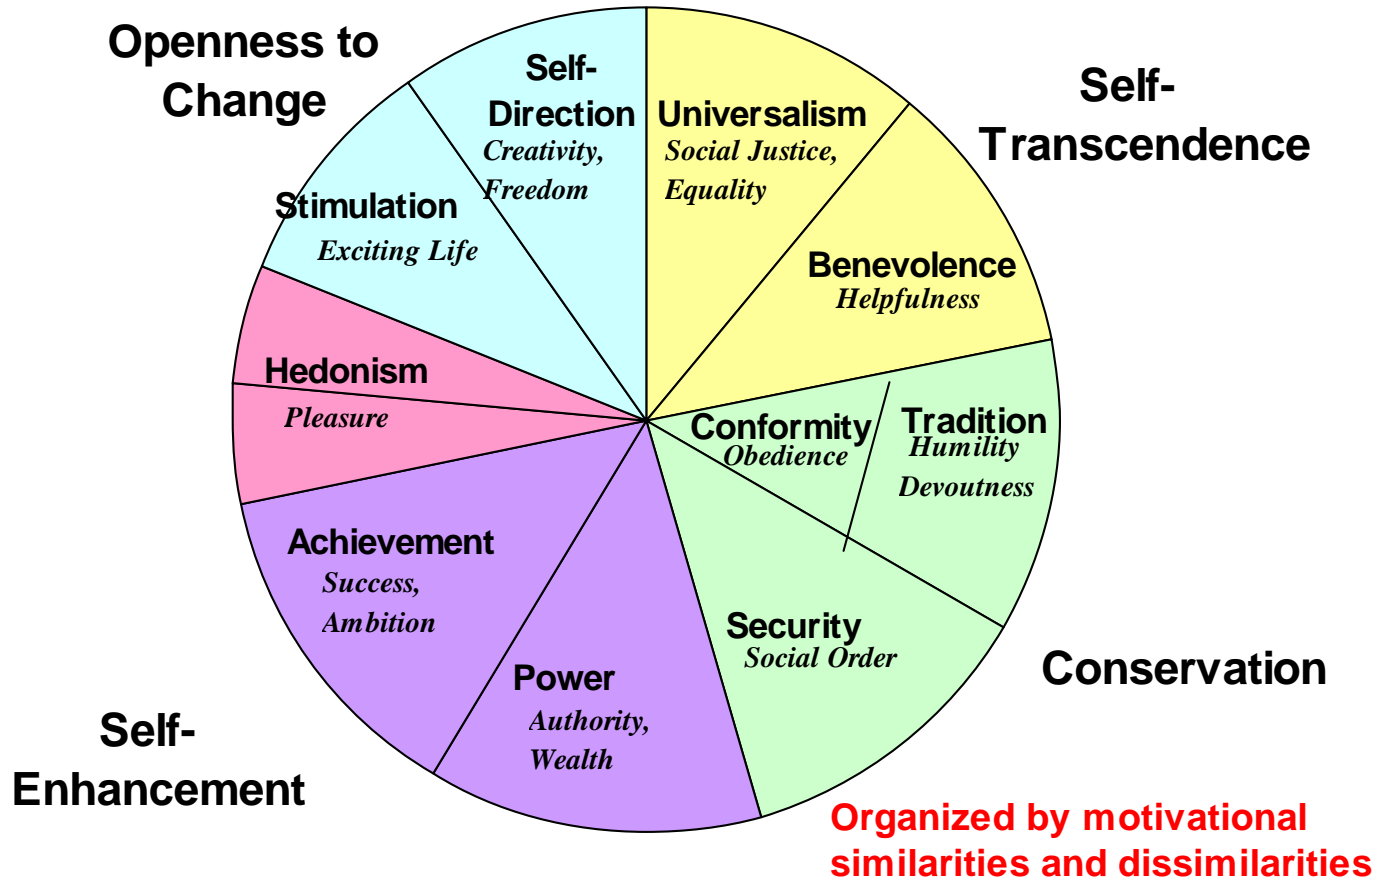 Openness to
Change
Self-
Direction
Creativity,
Freedom
Universalism
Social Justice,
Equality
Self-
Transcendence
Stimulation
Exciting Life
Benevolence
Helpfulness
Hedonism
Pleasure
Conformity
Obedience
Tradition
Humility
Devoutness
Achievement
Success,
Ambition
Security
Social Order
Power
Authority,
Wealth
Conservation
Self-
Enhancement
Organized by motivational
similarities and dissimilarities